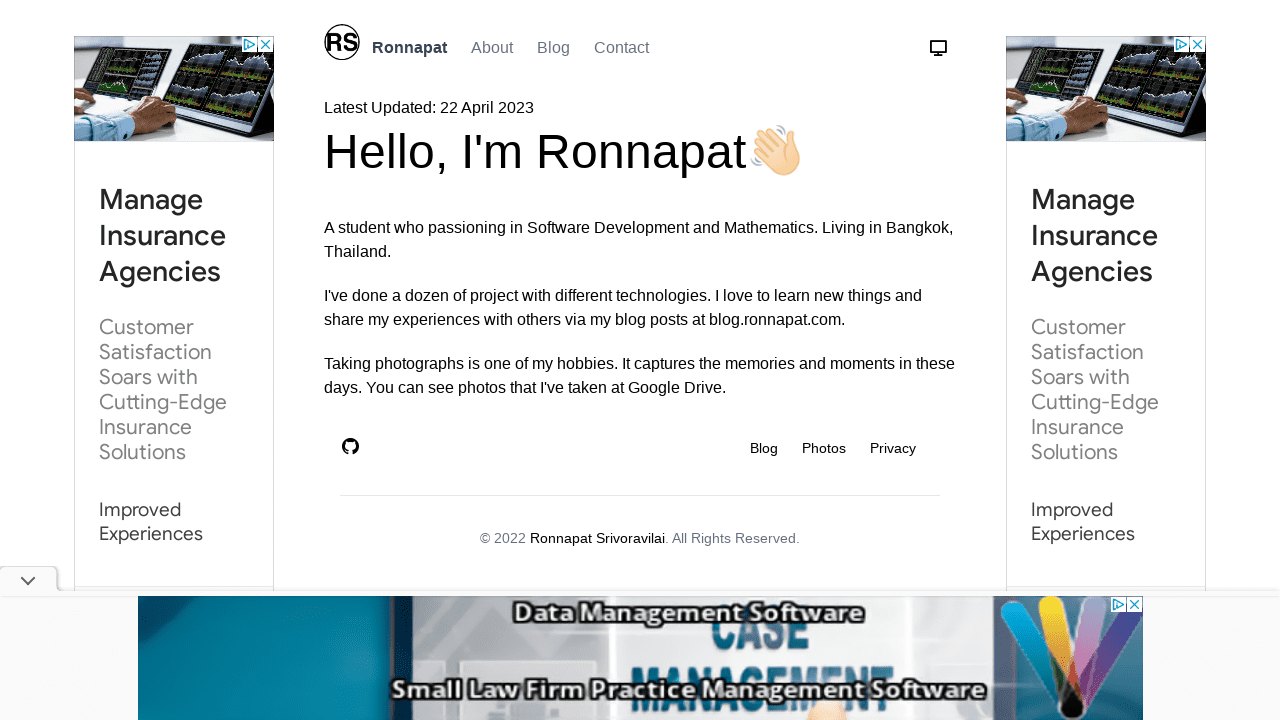 RS
Ronnapat About Blog Contact
Latest Updated: 22 April 2023
Hello, I'm Ronnapat👋🏻
A student who passioning in Software Development and Mathematics. Living in Bangkok,
Thailand.
I've done a dozen of project with different technologies. I love to learn new things and
share my experiences with others via my blog posts at blog.ronnapat.com.
Taking photographs is one of my hobbies. It captures the memories and moments in these
days. You can see photos that I've taken at Google Drive.
Blog Photos Privacy
© 2022 Ronnapat Srivoravilai. All Rights Reserved.
Manage
Insurance
Agencies
Customer
Satisfaction
Soars with
Cutting-Edge
Insurance
Solutions
Improved
Experiences
Manage
Insurance
Agencies
Customer
Satisfaction
Soars with
Cutting-Edge
Insurance
Solutions
Improved
Experiences
Data Management Software
CASE
MANAGEMENT
Small Law Firm Practice Management Software